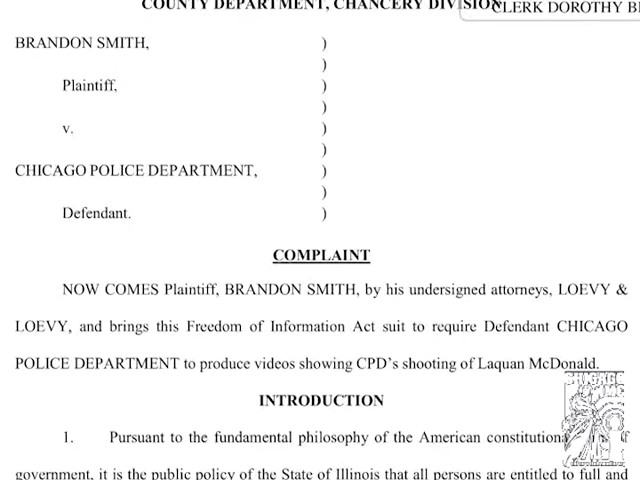 COUNTY DEPARTMENT, CHANCERY DIVISION
CLERK DOROTHY
BRANDON SMITH, )
)
Plaintiff, )
)
v. )
)
CHICAGO POLICE DEPARTMENT, )
)
Defendant. )
COMPLAINT
NOW COMES Plaintiff, BRANDON SMITH, by his undersigned attorneys, LOEVY &
LOEVY, and brings this Freedom of Information Act suit to require Defendant CHICAGO
POLICE DEPARTMENT to produce videos showing CPD's shooting of Laquan McDonald.
INTRODUCTION
1. Pursuant to the fundamental philosophy of the American constitutional
government, it is the public policy of the State of Illinois that all persons are entitled to full and